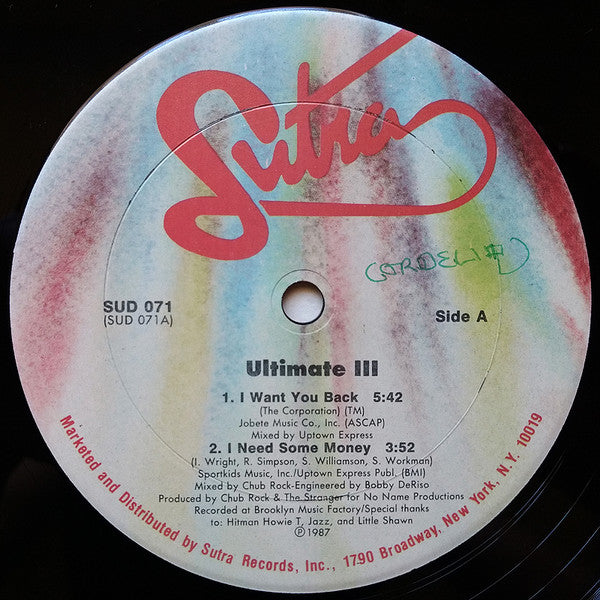 Sutra
CORDELIA
SUD 071
(SUD 071A)
Side A
Ultimate III
1. I Want You Back 5:42
(The Corporation) (TM)
Jobete Music Co., Inc. (ASCAP)
Mixed by Uptown Express
2. I Need Some Money 3:52
(I. Wright, R. Simpson, S. Williamson, S. Workman)
Sportkids Music, Inc./Uptown Express Publ. (BMI)
Mixed by Chub Rock-Engineered by Bobby DeRiso
Produced by Chub Rock & The Stranger for No Name Productions
Recorded at Brooklyn Music Factory/Special thanks
to: Hitman Howie T, Jazz, and Little Shawn
℗1987
Marketed and Distributed by Sutra Records, Inc., 1790 Broadway, New York, N.Y. 10019